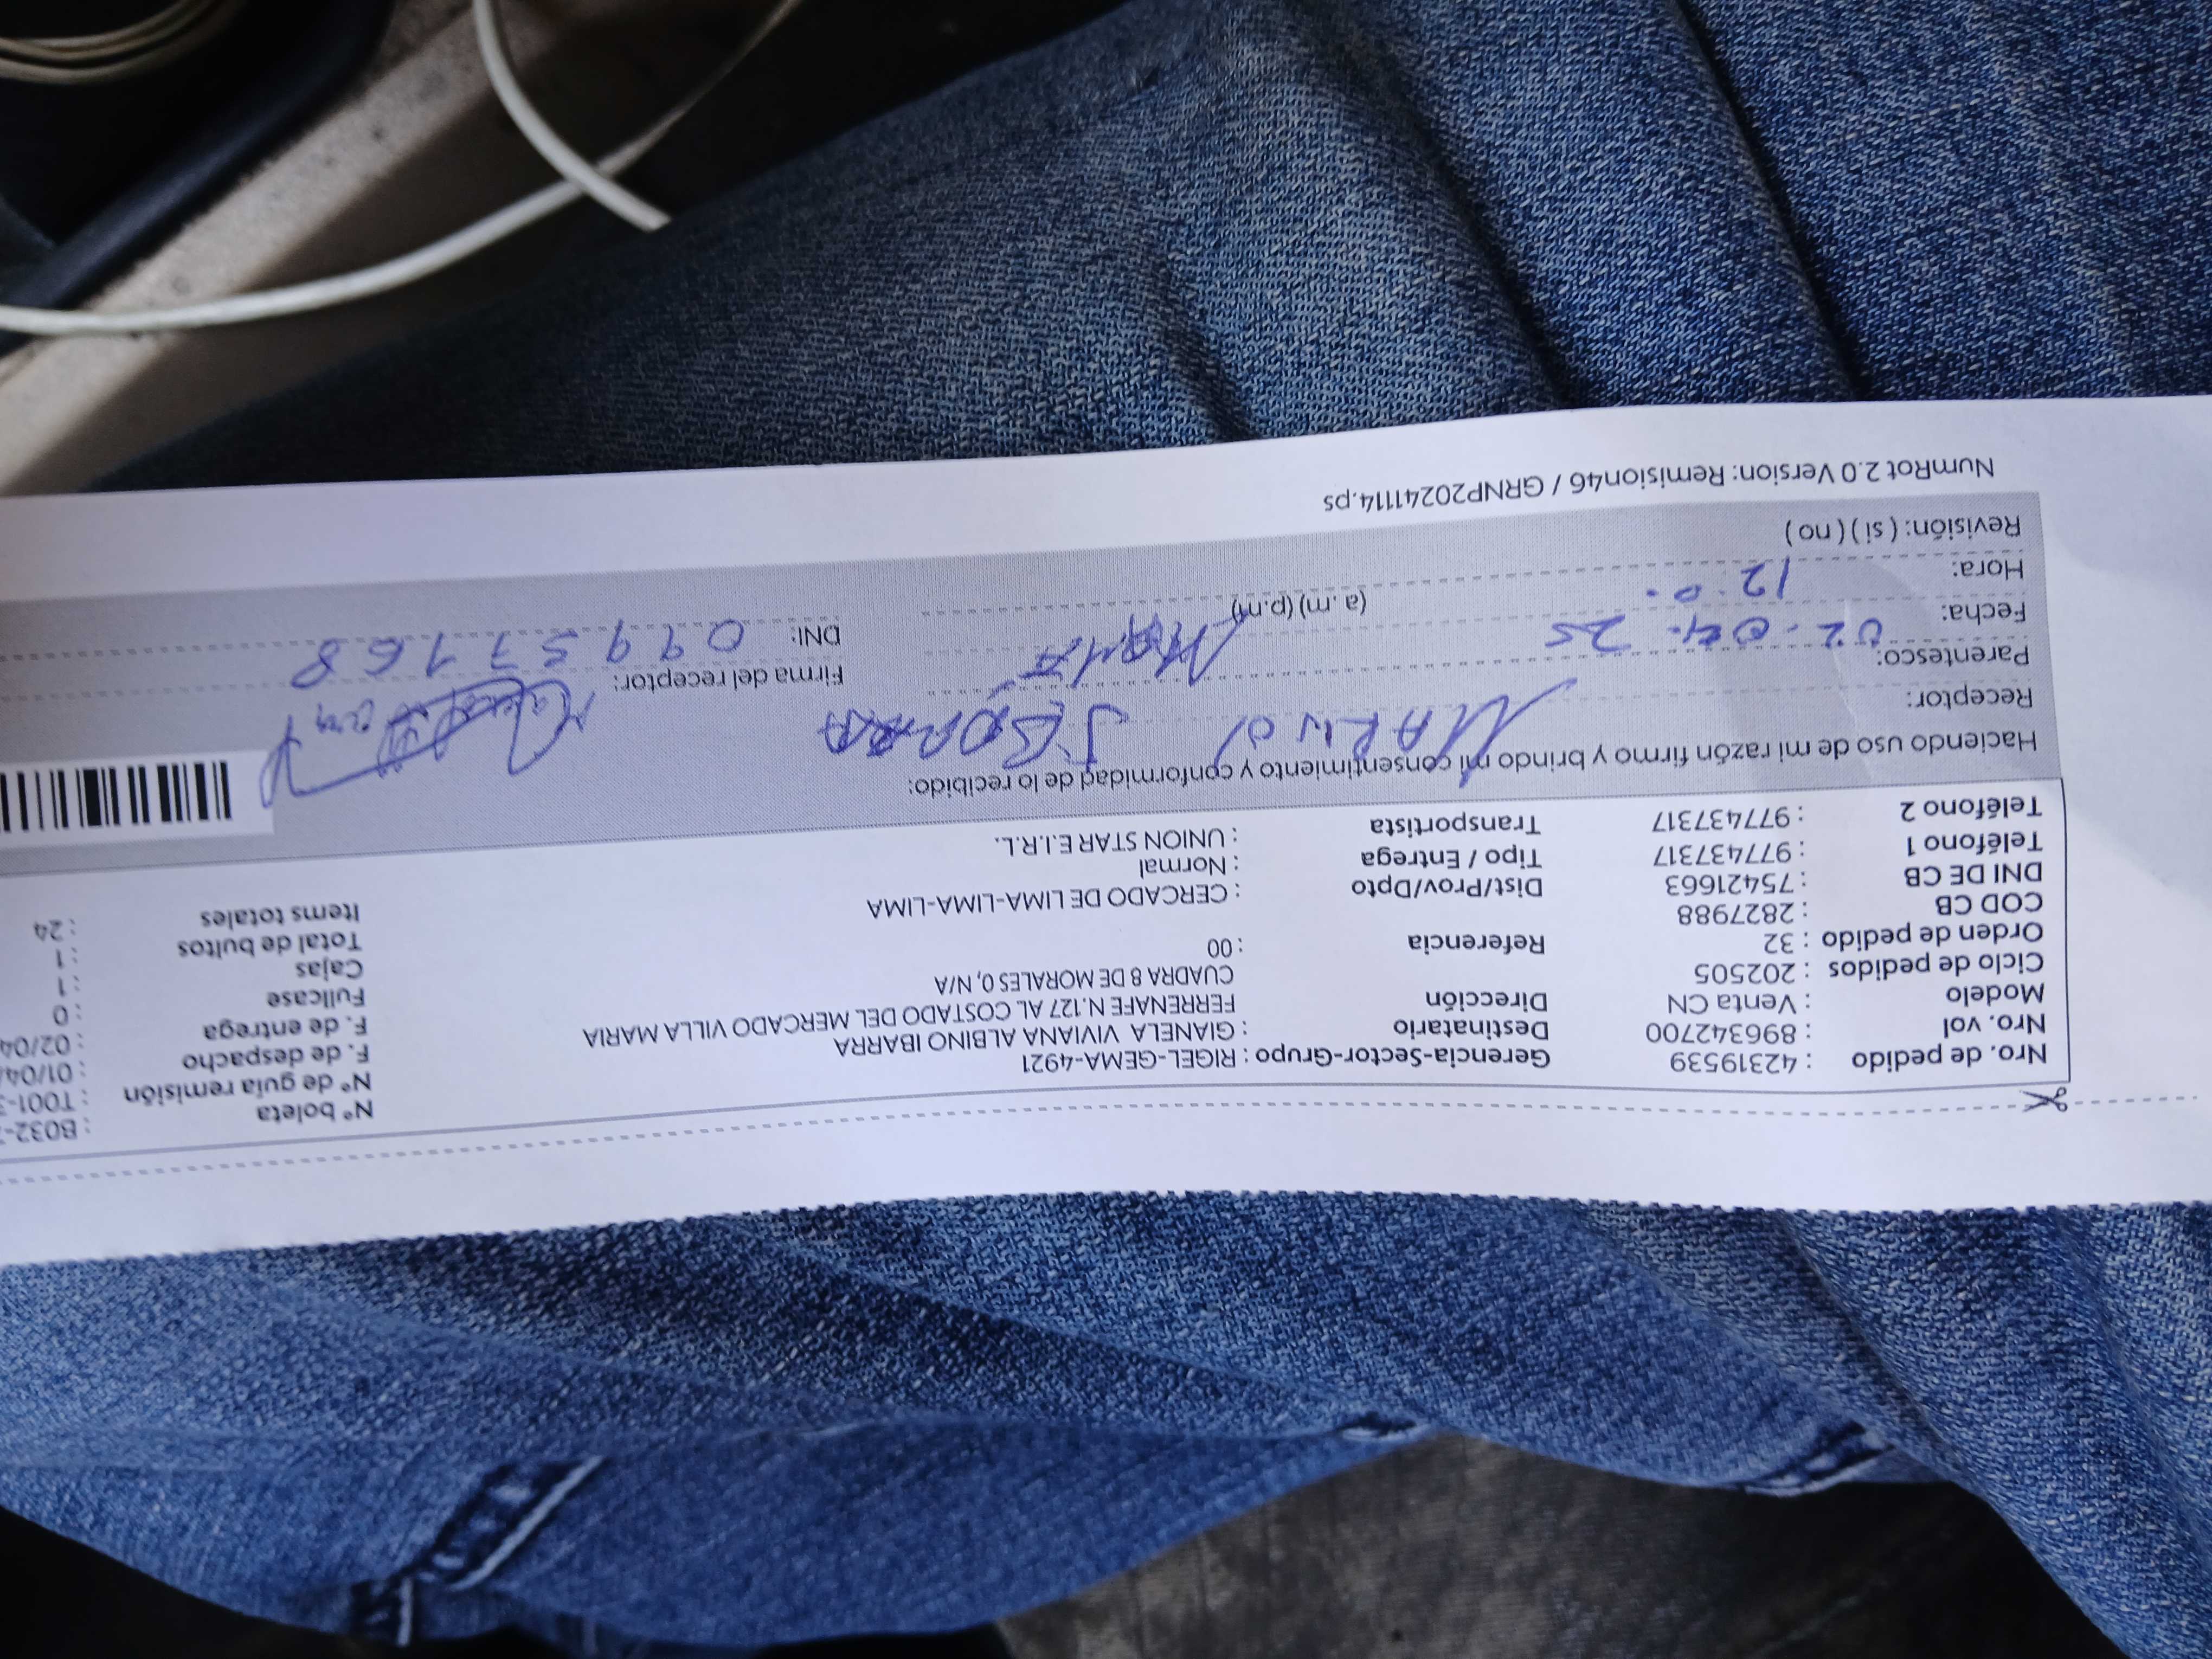 Nro. de pedido : 42319539 Gerencia-Sector-Grupo : RIGEL-GEMA-4921 N° boleta : B032-
Nro. vol : 896342700 Destinatario : GIANELA VIVIANA ALBINO IBARRA N° de guía remisión : T001-
Modelo : Venta CN Dirección FERRENAFE N.127 AL COSTADO DEL MERCADO VILLA MARIA F. de despacho : 01/04/
Ciclo de pedidos : 202505 CUADRA 8 DE MORALES 0, N/A F. de entrega : 02/04
Orden de pedido : 32 Referencia : 00 Fullcase : 0
COD CB : 2827988 Cajas : 1
DNI DE CB : 75421663 Dist/Prov/Dpto : CERCADO DE LIMA-LIMA-LIMA Total de bultos : 1
Teléfono 1 : 977437317 Tipo / Entrega : Normal Items totales : 24
Teléfono 2 : 977437317 Transportista : UNION STAR E.I.R.L.
Haciendo uso de mi razón firmo y brindo mi consentimiento y conformidad de lo recibido:
Receptor:
Parentesco: Firma del receptor:
Fecha: 02.04.25 DNI: 09957168
Hora: 12.0. (a.m) (p.m)
Revisión: ( si ) ( no )
NumRot 2.0 Version: Remision46 / GRNP20241114.ps